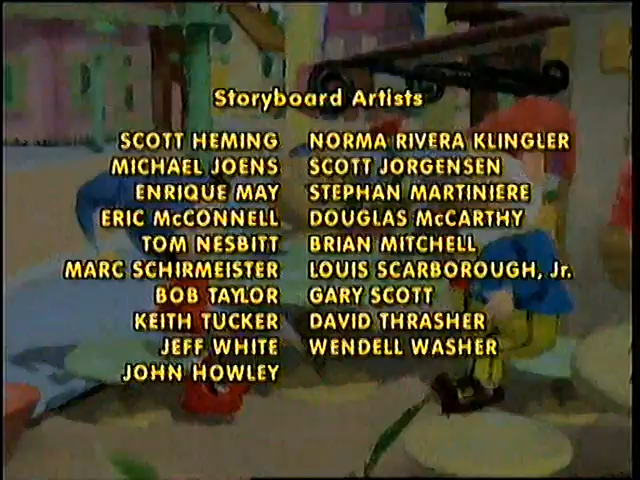 Storyboard Artists
SCOTT HEMING NORMA RIVERA KLINGLER
MICHAEL JOENS SCOTT JORGENSEN
ENRIQUE MAY STEPHAN MARTINIERE
ERIC McCONNELL DOUGLAS McCARTHY
TOM NESBITT BRIAN MITCHELL
MARC SCHIRMEISTER LOUIS SCARBOROUGH, Jr.
BOB TAYLOR GARY SCOTT
KEITH TUCKER DAVID THRASHER
JEFF WHITE WENDELL WASHER
JOHN HOWLEY